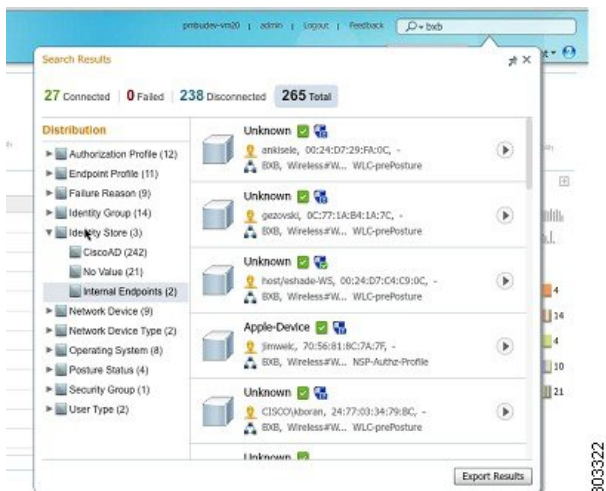 pmbudev-vm20 | admin | Logout | Feedback
bxb
Search Results
27 Connected | 0 Failed | 238 Disconnected 265 Total
Distribution
Authorization Profile (12)
Endpoint Profile (11)
Failure Reason (9)
Identity Group (14)
Identity Store (3)
CiscoAD (242)
No Value (21)
Internal Endpoints (2)
Network Device (9)
Network Device Type (2)
Operating System (8)
Posture Status (4)
Security Group (1)
User Type (2)
Unknown
ankisele, 00:24:D7:29:FA:0C, -
BXB, Wireless#W... WLC-prePosture
Unknown
gezovski, 0C:77:1A:B4:1A:7C, -
BXB, Wireless#W... WLC-prePosture
Unknown
host/eshade-WS, 00:24:D7:C4:C9:0C, -
BXB, Wireless#W... WLC-prePosture
Apple-Device
jimwelc, 70:56:81:8C:7A:7F, -
BXB, Wireless#W... NSP-Authz-Profile
Unknown
CISCO\kboran, 24:77:03:34:79:8C, -
BXB, Wireless#W... WLC-prePosture
Unknown
Export Results
4
14
4
10
21
303322